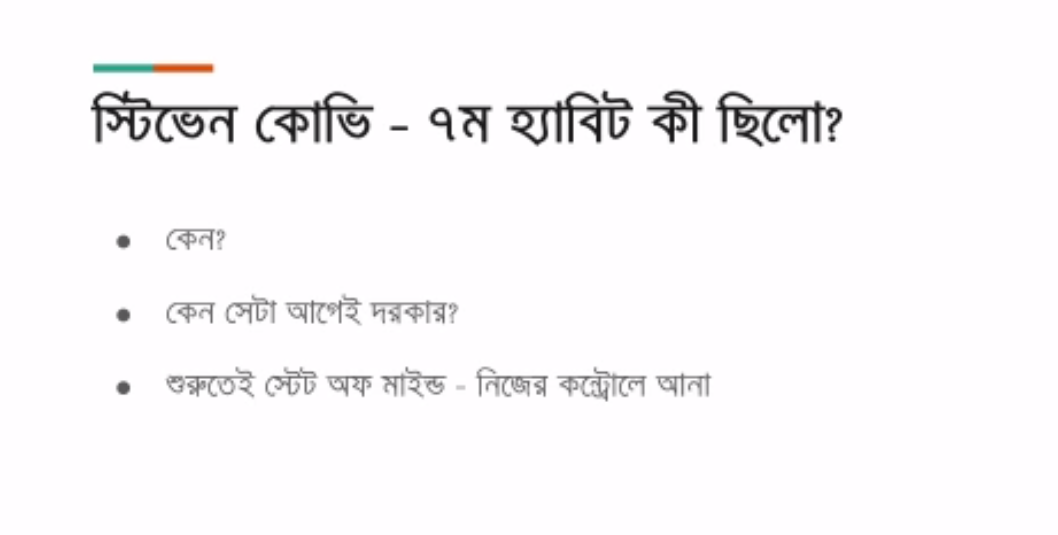 স্টিভেন কোভি - ৭ম হ্যাবিট কী ছিলো?
কেন?
কেন সেটা আগেই দরকার?
শুরুতেই স্টেট অফ মাইন্ড - নিজের কন্ট্রোলে আনা